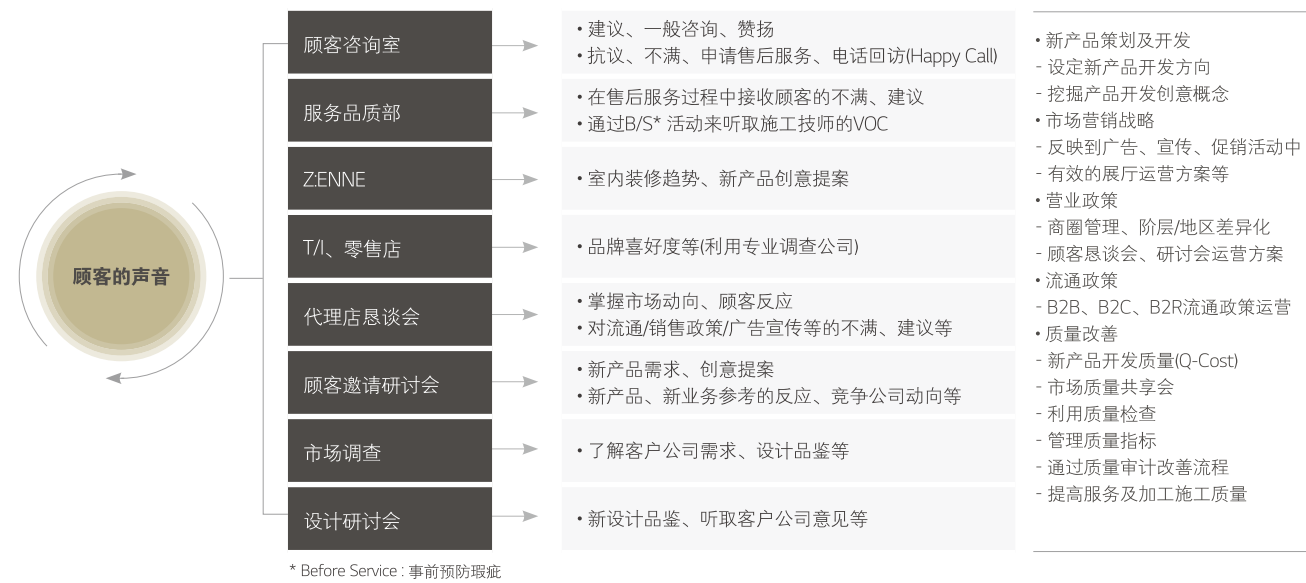 顾客的声音
顾客咨询室
• 建议、一般咨询、赞扬
• 抗议、不满、申请售后服务、电话回访(Happy Call)
服务品质部
• 在售后服务过程中接收顾客的不满、建议
• 通过B/S* 活动来听取施工技师的VOC
Z:ENNE
• 室内装修趋势、新产品创意提案
T/I、零售店
• 品牌喜好度等(利用专业调查公司)
代理店恳谈会
• 掌握市场动向、顾客反应
• 对流通/销售政策/广告宣传等的不满、建议等
顾客邀请研讨会
• 新产品需求、创意提案
• 新产品、新业务参考的反应、竞争公司动向等
市场调查
• 了解客户公司需求、设计品鉴等
设计研讨会
• 新设计品鉴、听取客户公司意见等
* Before Service : 事前预防瑕疵
• 新产品策划及开发
- 设定新产品开发方向
- 挖掘产品开发创意概念
• 市场营销战略
- 反映到广告、宣传、促销活动中
- 有效的展厅运营方案等
• 营业政策
- 商圈管理、阶层/地区差异化
- 顾客恳谈会、研讨会运营方案
• 流通政策
- B2B、B2C、B2R流通政策运营
• 质量改善
- 新产品开发质量(Q-Cost)
- 市场质量共享会
- 利用质量检查
- 管理质量指标
- 通过质量审计改善流程
- 提高服务及加工施工质量